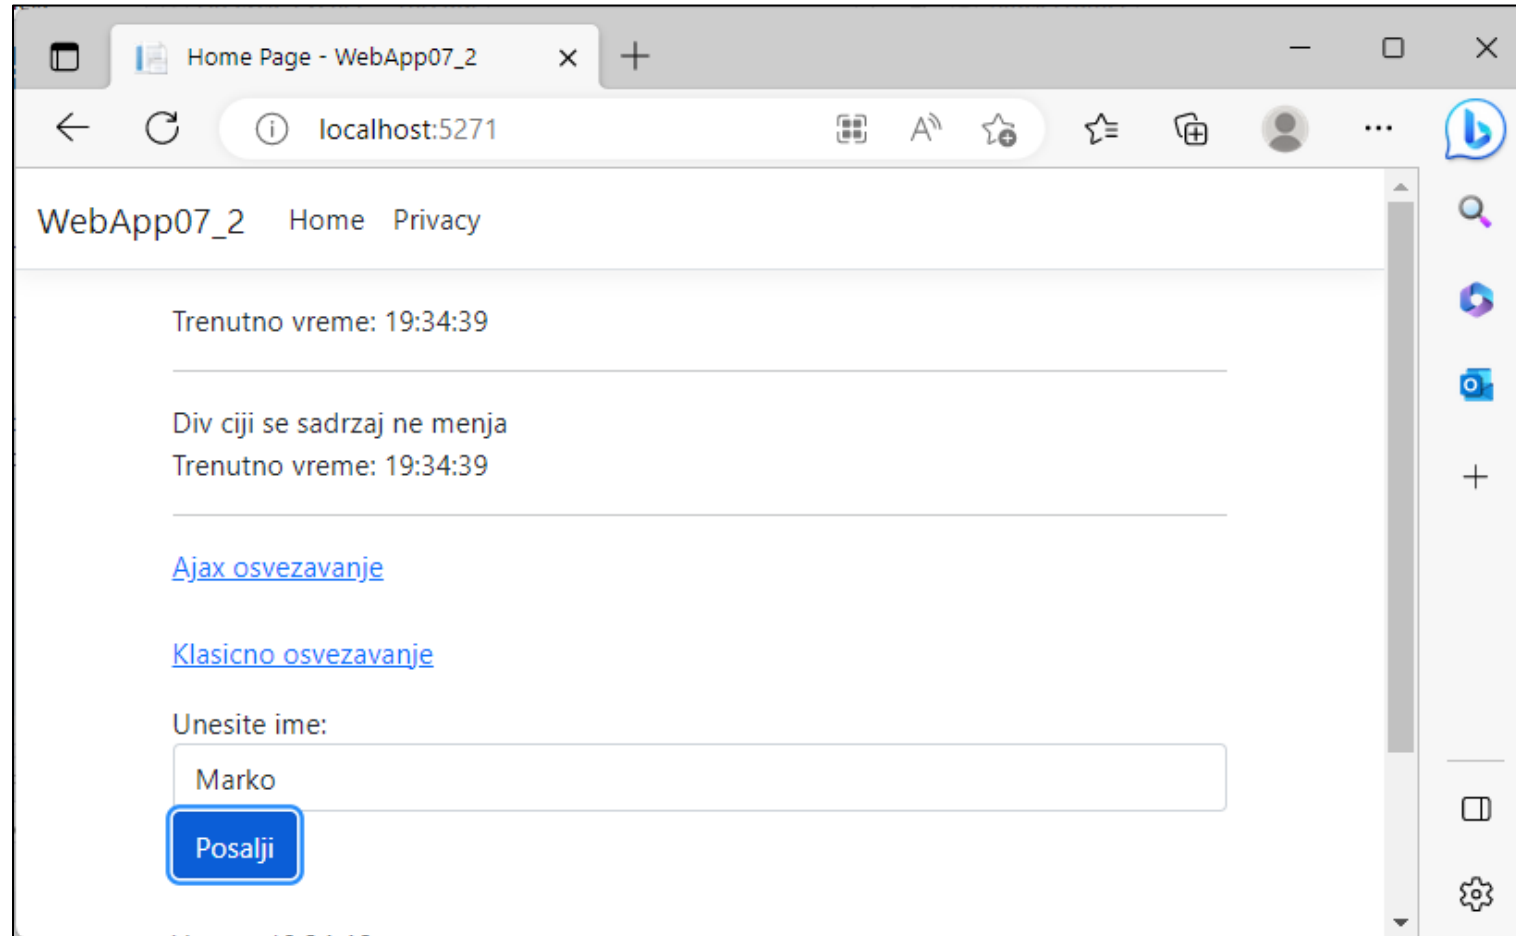 Home Page - WebApp07_2
localhost:5271
WebApp07_2 Home Privacy
Trenutno vreme: 19:34:39
Div ciji se sadrzaj ne menja
Trenutno vreme: 19:34:39
Ajax osvezavanje
Klasicno osvezavanje
Unesite ime:
Marko
Posalji